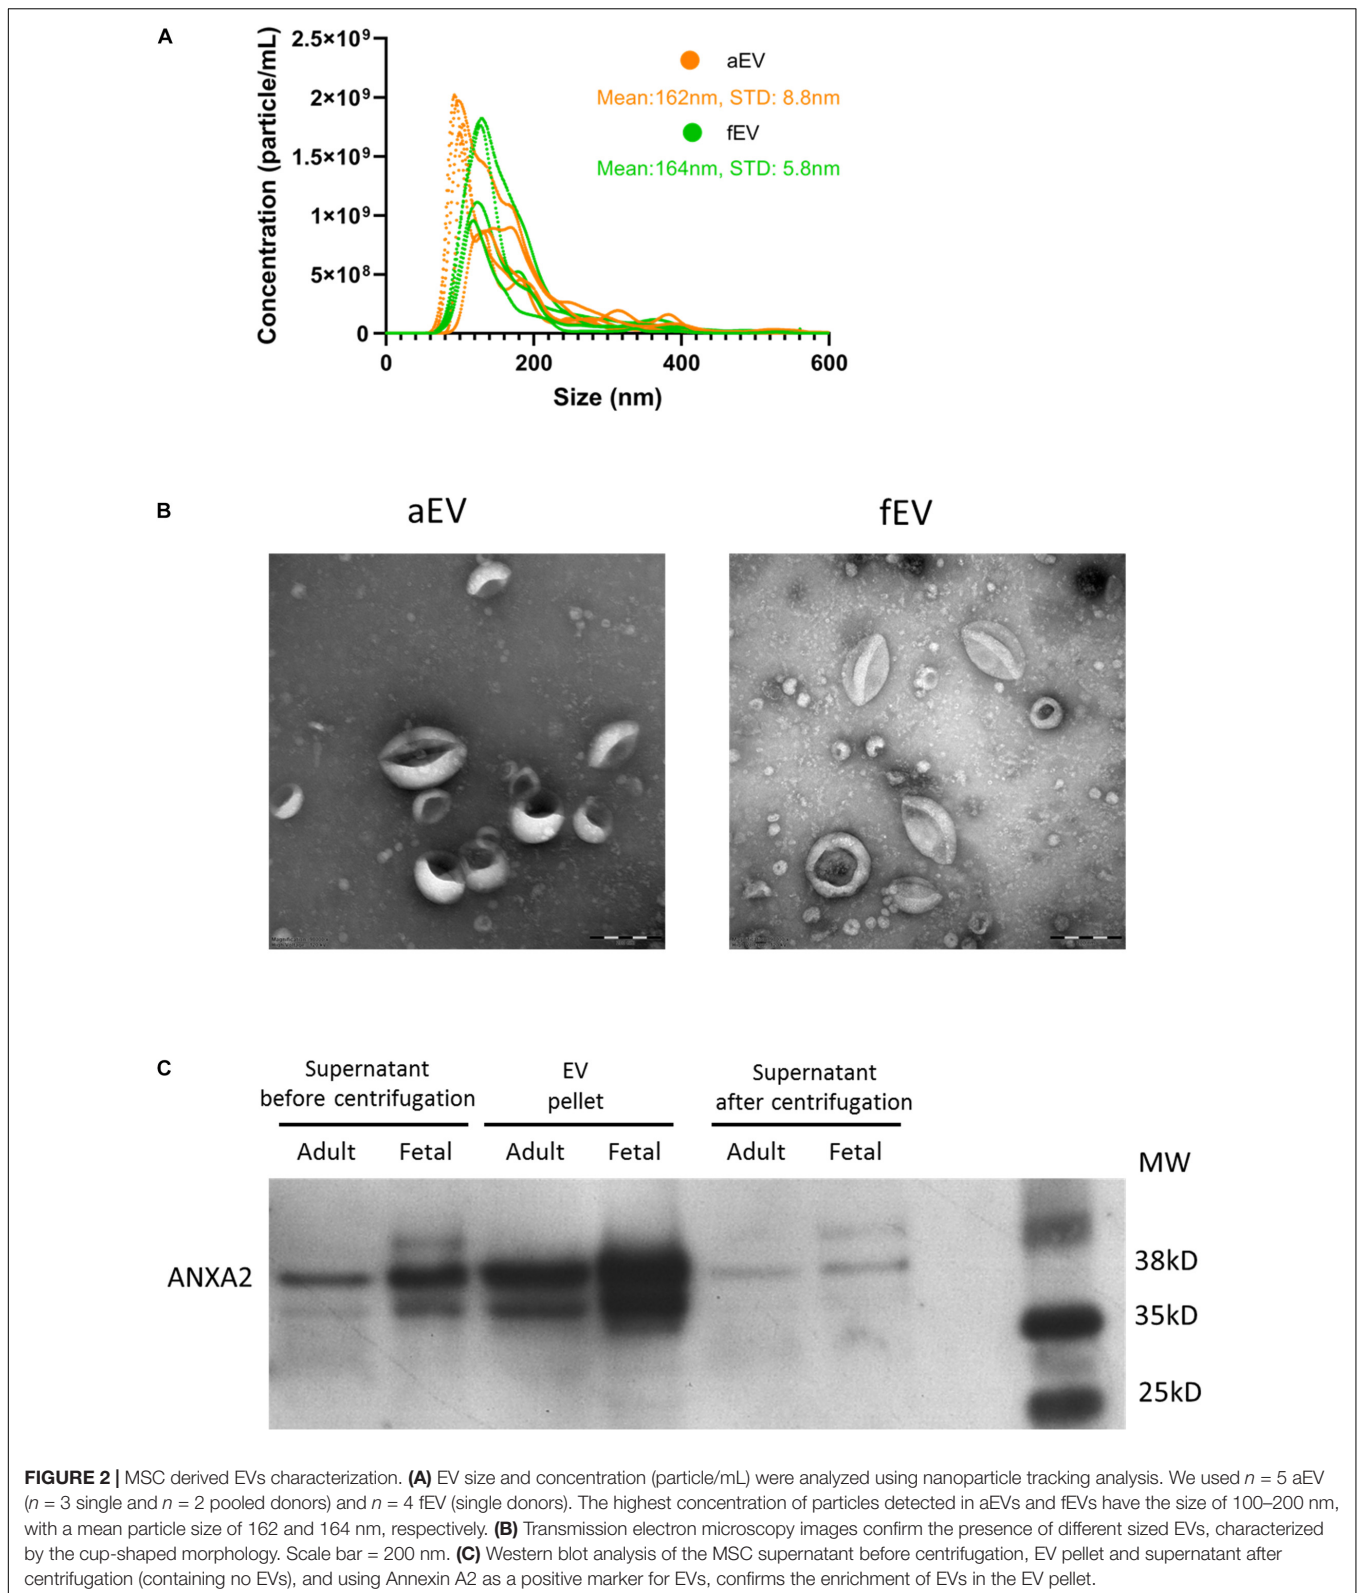 A
2.5×10⁹
2×10⁹
1.5×10⁹
1×10⁹
5×10⁸
0
Concentration (particle/mL)
0 200 400 600
Size (nm)
aEV
Mean:162nm, STD: 8.8nm
fEV
Mean:164nm, STD: 5.8nm
B
aEV fEV
C
Supernatant before centrifugation
EV pellet
Supernatant after centrifugation
Adult Fetal Adult Fetal Adult Fetal
MW
ANXA2
38kD
35kD
25kD
FIGURE 2 | MSC derived EVs characterization. (A) EV size and concentration (particle/mL) were analyzed using nanoparticle tracking analysis. We used n = 5 aEV
(n = 3 single and n = 2 pooled donors) and n = 4 fEV (single donors). The highest concentration of particles detected in aEVs and fEVs have the size of 100–200 nm,
with a mean particle size of 162 and 164 nm, respectively. (B) Transmission electron microscopy images confirm the presence of different sized EVs, characterized
by the cup-shaped morphology. Scale bar = 200 nm. (C) Western blot analysis of the MSC supernatant before centrifugation, EV pellet and supernatant after
centrifugation (containing no EVs), and using Annexin A2 as a positive marker for EVs, confirms the enrichment of EVs in the EV pellet.